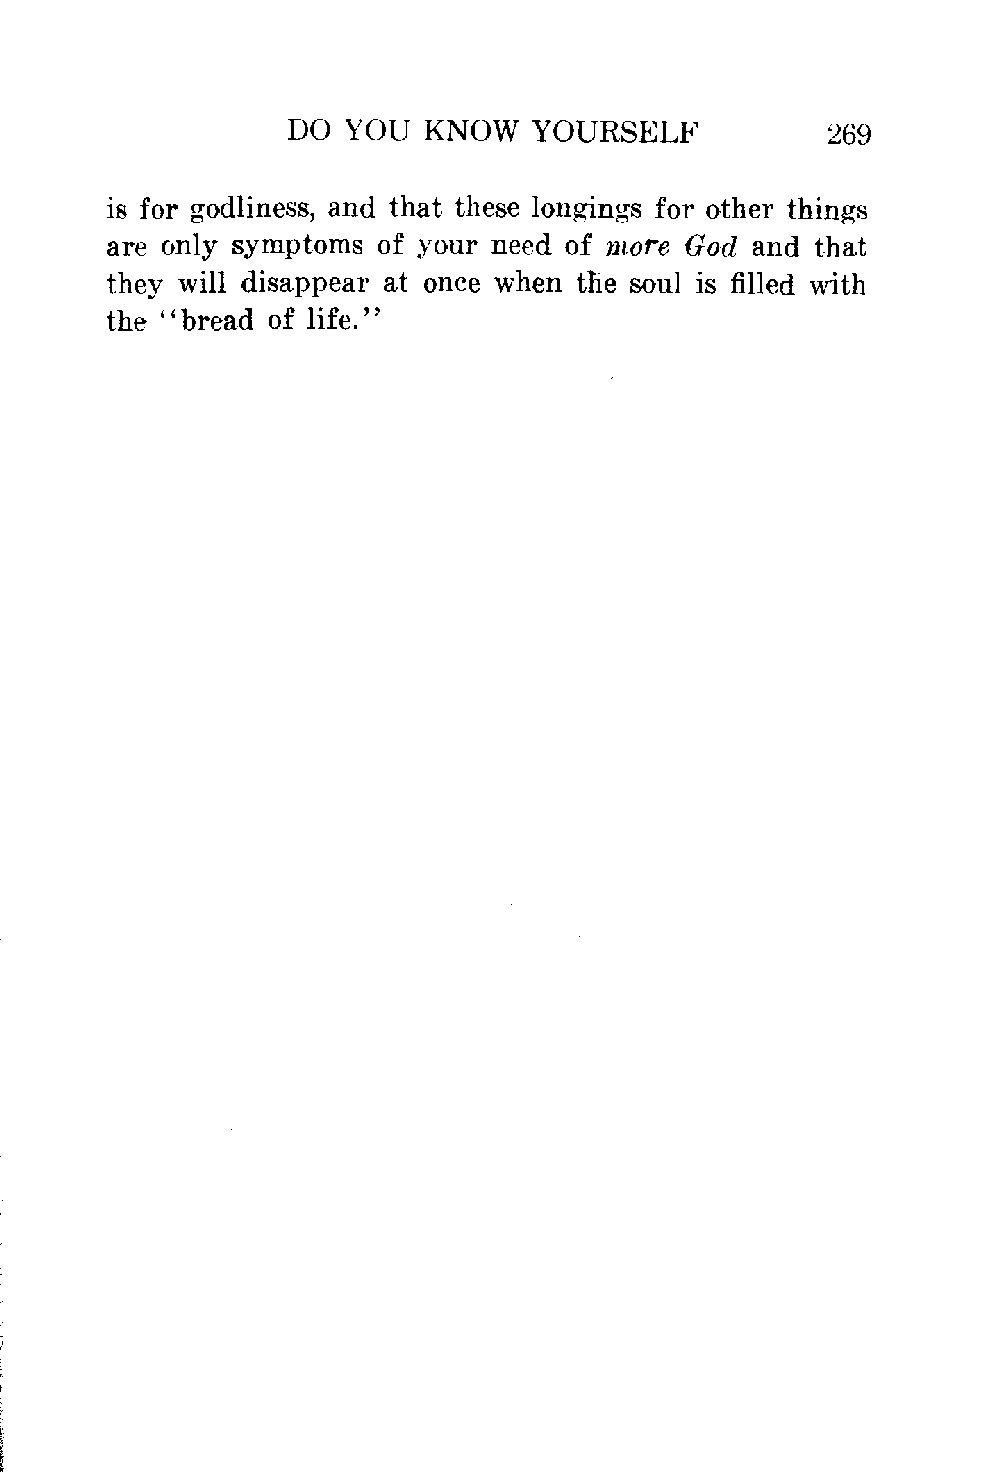 DO YOU KNOW YOURSELF 269
is for godliness, and that these longings for other things
are only symptoms of your need of more God and that
they will disappear at once when the soul is filled with
the ‘‘bread of life.’’